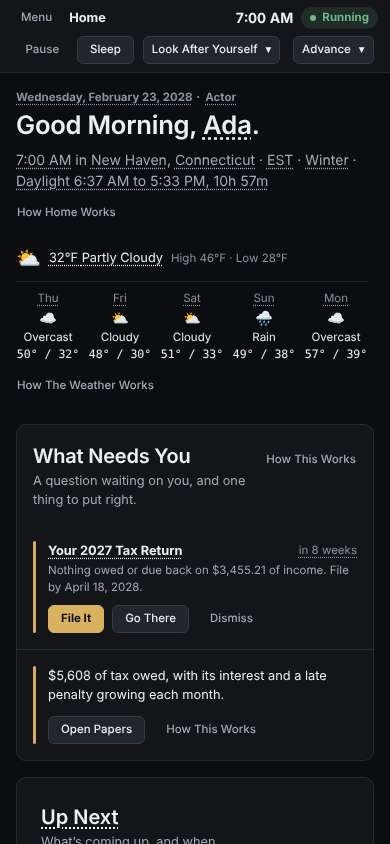 Menu Home 7:00 AM Running
Pause Sleep Look After Yourself ▾ Advance ▾
Wednesday, February 23, 2028 · Actor
Good Morning, Ada.
7:00 AM in New Haven, Connecticut · EST · Winter ·
Daylight 6:37 AM to 5:33 PM, 10h 57m
How Home Works
32°F Partly Cloudy High 46°F · Low 28°F
Thu Fri Sat Sun Mon
Overcast Cloudy Cloudy Rain Overcast
50° / 32° 48° / 30° 51° / 33° 49° / 38° 57° / 39°
How The Weather Works
What Needs You How This Works
A question waiting on you, and one
thing to put right.
Your 2027 Tax Return in 8 weeks
Nothing owed or due back on $3,455.21 of income. File
by April 18, 2028.
File It Go There Dismiss
$5,608 of tax owed, with its interest and a late
penalty growing each month.
Open Papers How This Works
Up Next
What's coming up, and when